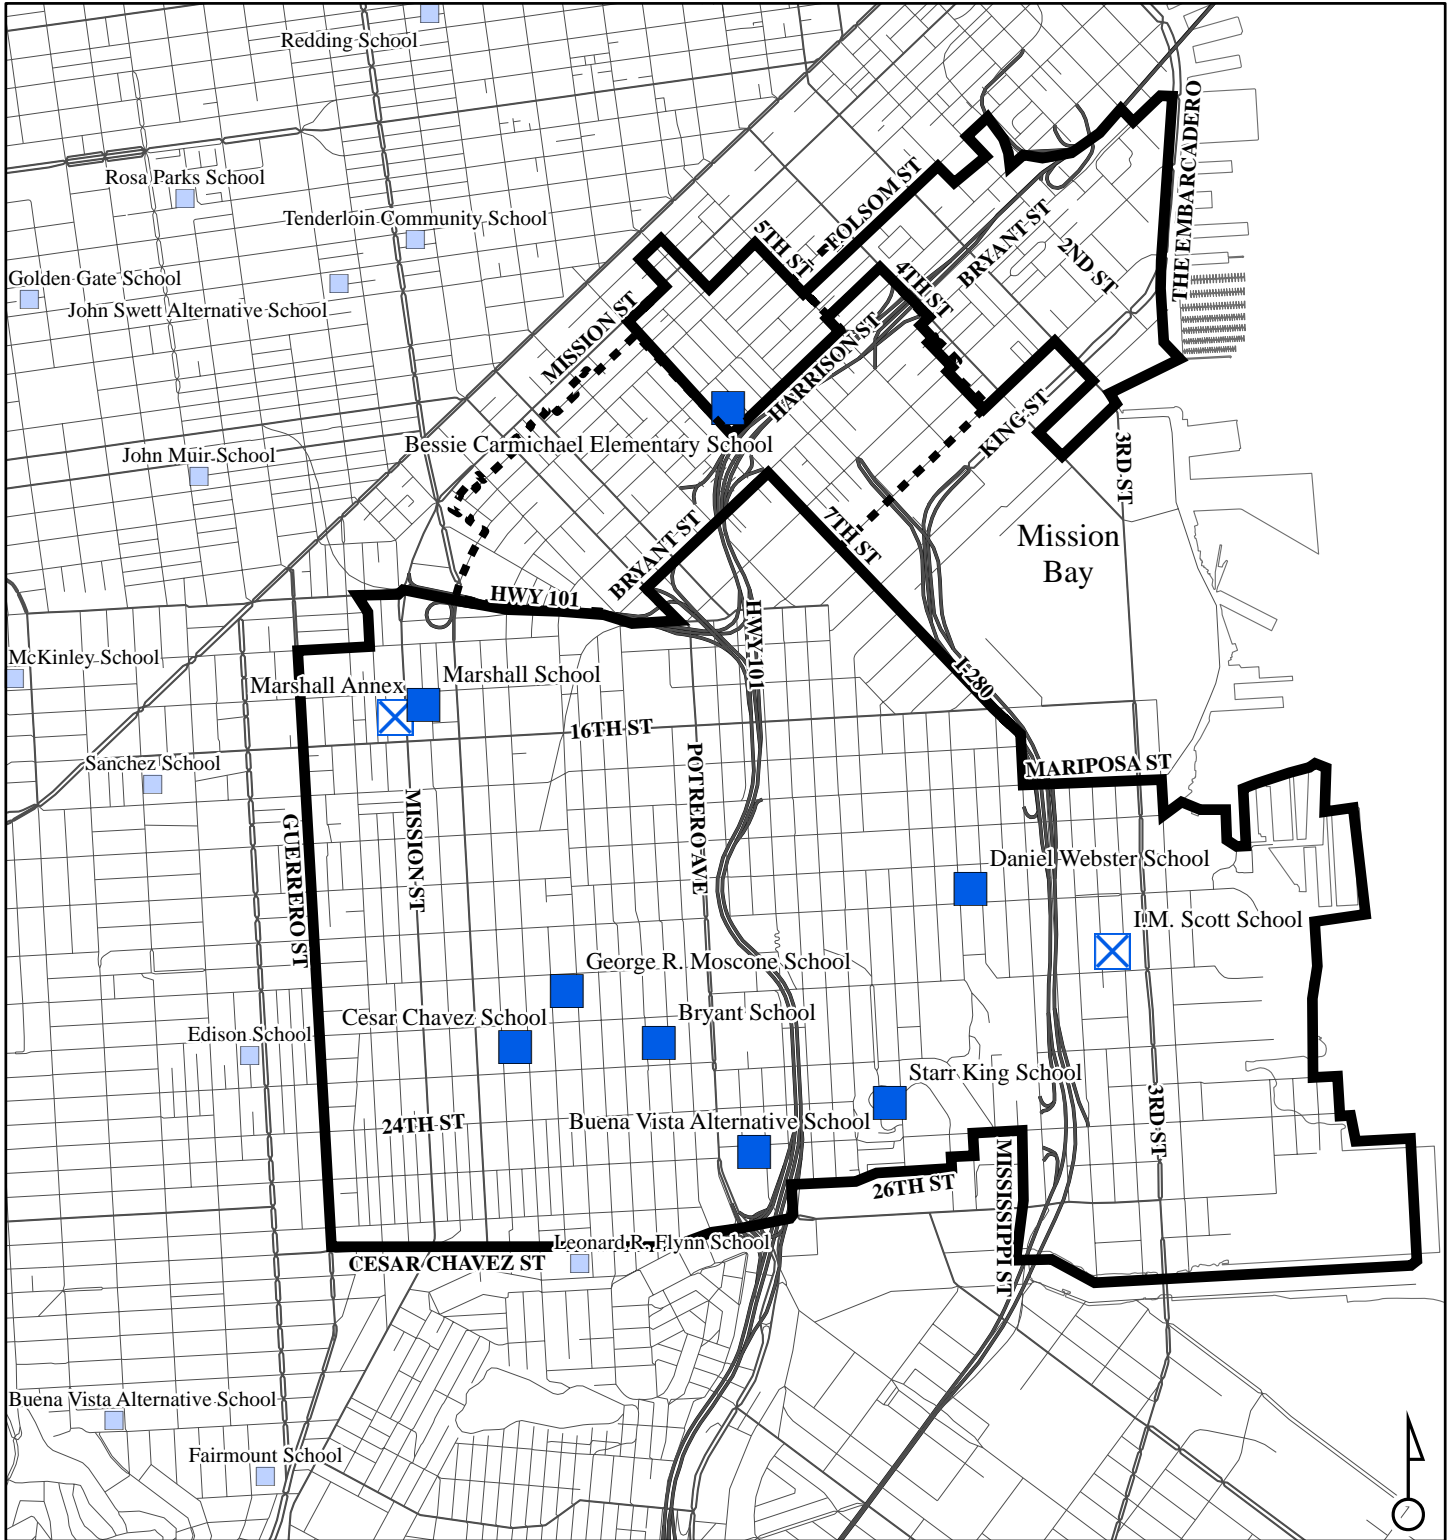 Redding School
Rosa Parks School
Tenderloin Community School
Golden Gate School
John Swett Alternative School
THE EMBARCADERO
5TH ST
FOLSOM ST
BRYANT ST
2ND ST
4TH ST
MISSION ST
HARRISON ST
KING ST
Bessie Carmichael Elementary School
John Muir School
3RD ST
Mission
Bay
7TH ST
BRYANT ST
HWY 101
HWY 101
I-280
McKinley School
Marshall School
Marshall Annex
16TH ST
Sanchez School
MARIPOSA ST
POTRERO AVE
MISSION ST
GUERRERO ST
Daniel Webster School
I.M. Scott School
George R. Moscone School
Cesar Chavez School
Bryant School
Edison School
Starr King School
Buena Vista Alternative School
24TH ST
3RD ST
26TH ST
MISSISSIPPI ST
Leonard R. Flynn School
CESAR CHAVEZ ST
Buena Vista Alternative School
Fairmount School